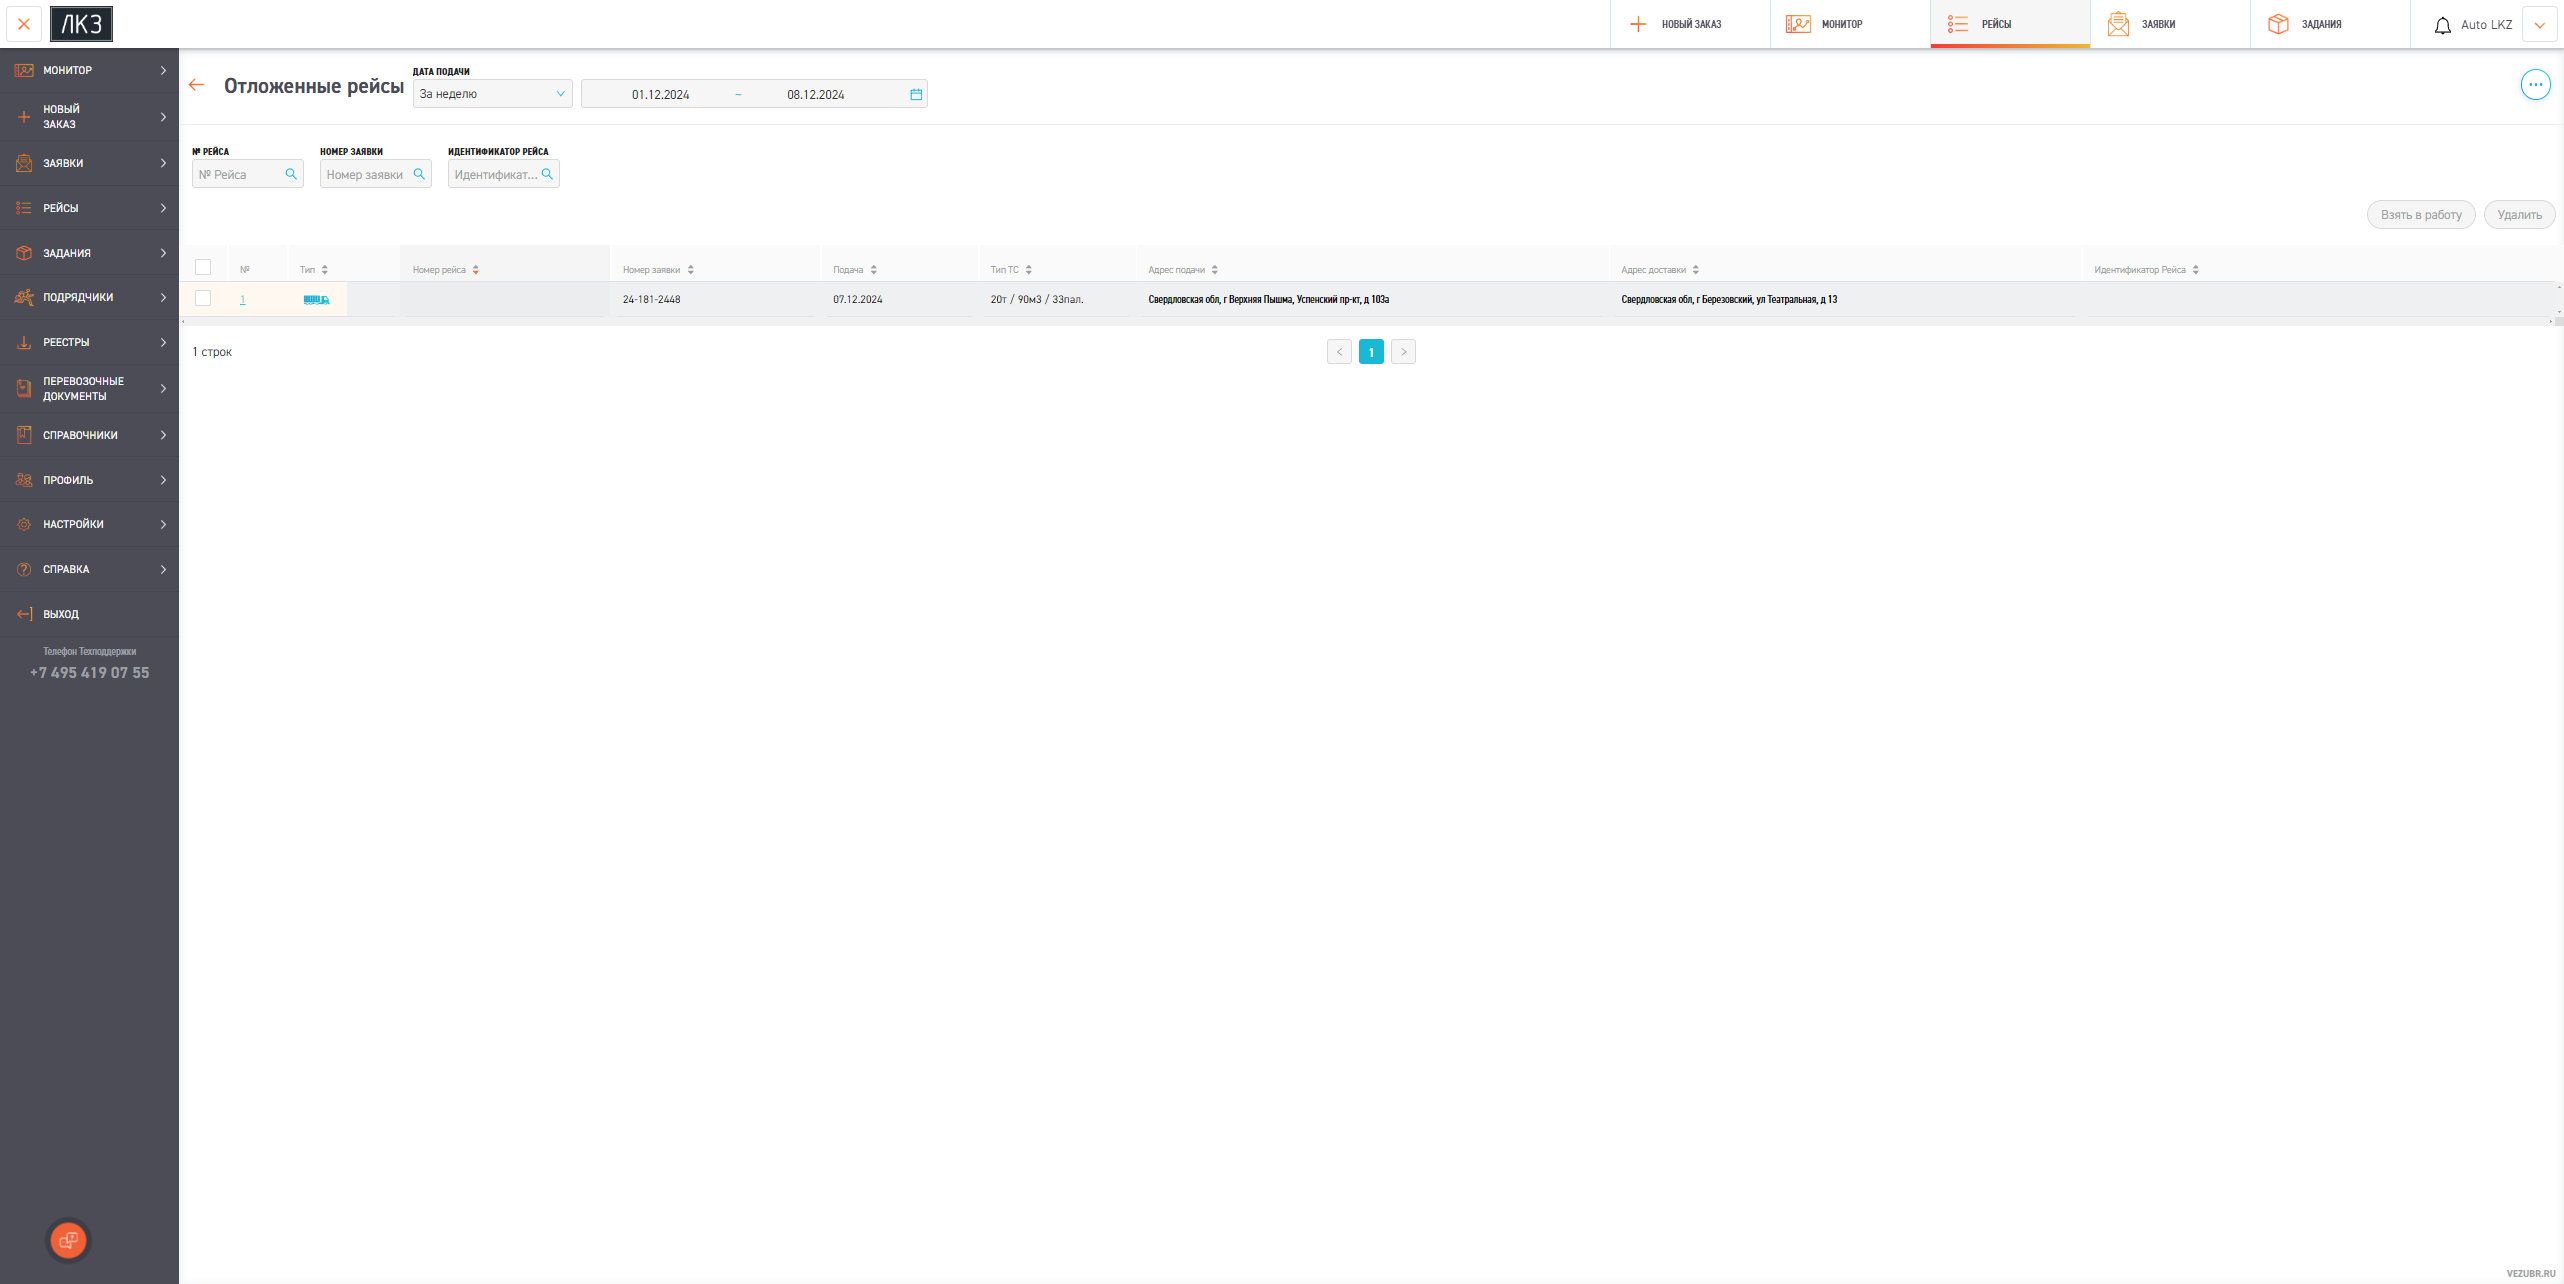 ЛКЗ
НОВЫЙ ЗАКАЗ
МОНИТОР
РЕЙСЫ
ЗАЯВКИ
ЗАДАНИЯ
Auto LKZ
МОНИТОР
НОВЫЙ
ЗАКАЗ
ЗАЯВКИ
РЕЙСЫ
ЗАДАНИЯ
ПОДРЯДЧИКИ
РЕЕСТРЫ
ПЕРЕВОЗОЧНЫЕ
ДОКУМЕНТЫ
СПРАВОЧНИКИ
ПРОФИЛЬ
НАСТРОЙКИ
СПРАВКА
ВЫХОД
Телефон Техподдержки
+7 495 419 07 55
Отложенные рейсы
ДАТА ПОДАЧИ
За неделю
01.12.2024 ~ 08.12.2024
№ РЕЙСА
НОМЕР ЗАЯВКИ
ИДЕНТИФИКАТОР РЕЙСА
№ Рейса
Номер заявки
Идентификат...
Взять в работу
Удалить
№ Тип Номер рейса Номер заявки Подача Тип ТС Адрес подачи Адрес доставки Идентификатор Рейса
1 24-181-2448 07.12.2024 20т / 90м3 / 33пал. Свердловская обл, г Верхняя Пышма, Успенский пр-кт, д 103а Свердловская обл, г Березовский, ул Театральная, д 13
1 строк
1
VEZUBR.RU